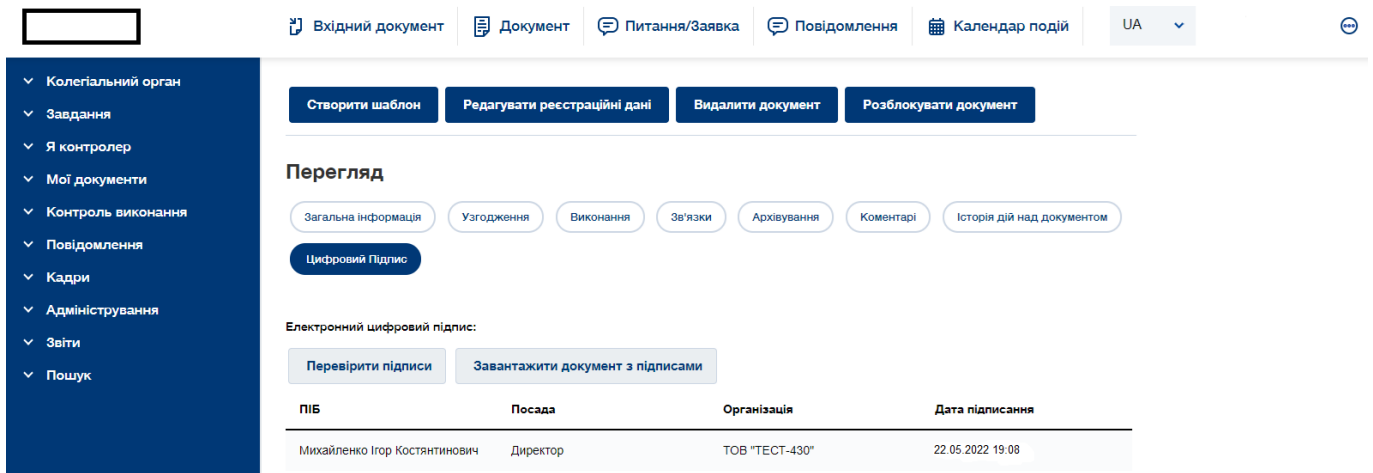 Вхідний документ Документ Питання/Заявка Повідомлення Календар подій UA
Колегіальний орган
Завдання
Я контролер
Мої документи
Контроль виконання
Повідомлення
Кадри
Адміністрування
Звіти
Пошук
Створити шаблон Редагувати реєстраційні дані Видалити документ Розблокувати документ
Перегляд
Загальна інформація Узгодження Виконання Зв'язки Архівування Коментарі Історія дій над документом
Цифровий Підпис
Електронний цифровий підпис:
Перевірити підписи Завантажити документ з підписами
ПІБ Посада Організація Дата підписання
Михайленко Ігор Костянтинович Директор ТОВ "ТЕСТ-430" 22.05.2022 19:08